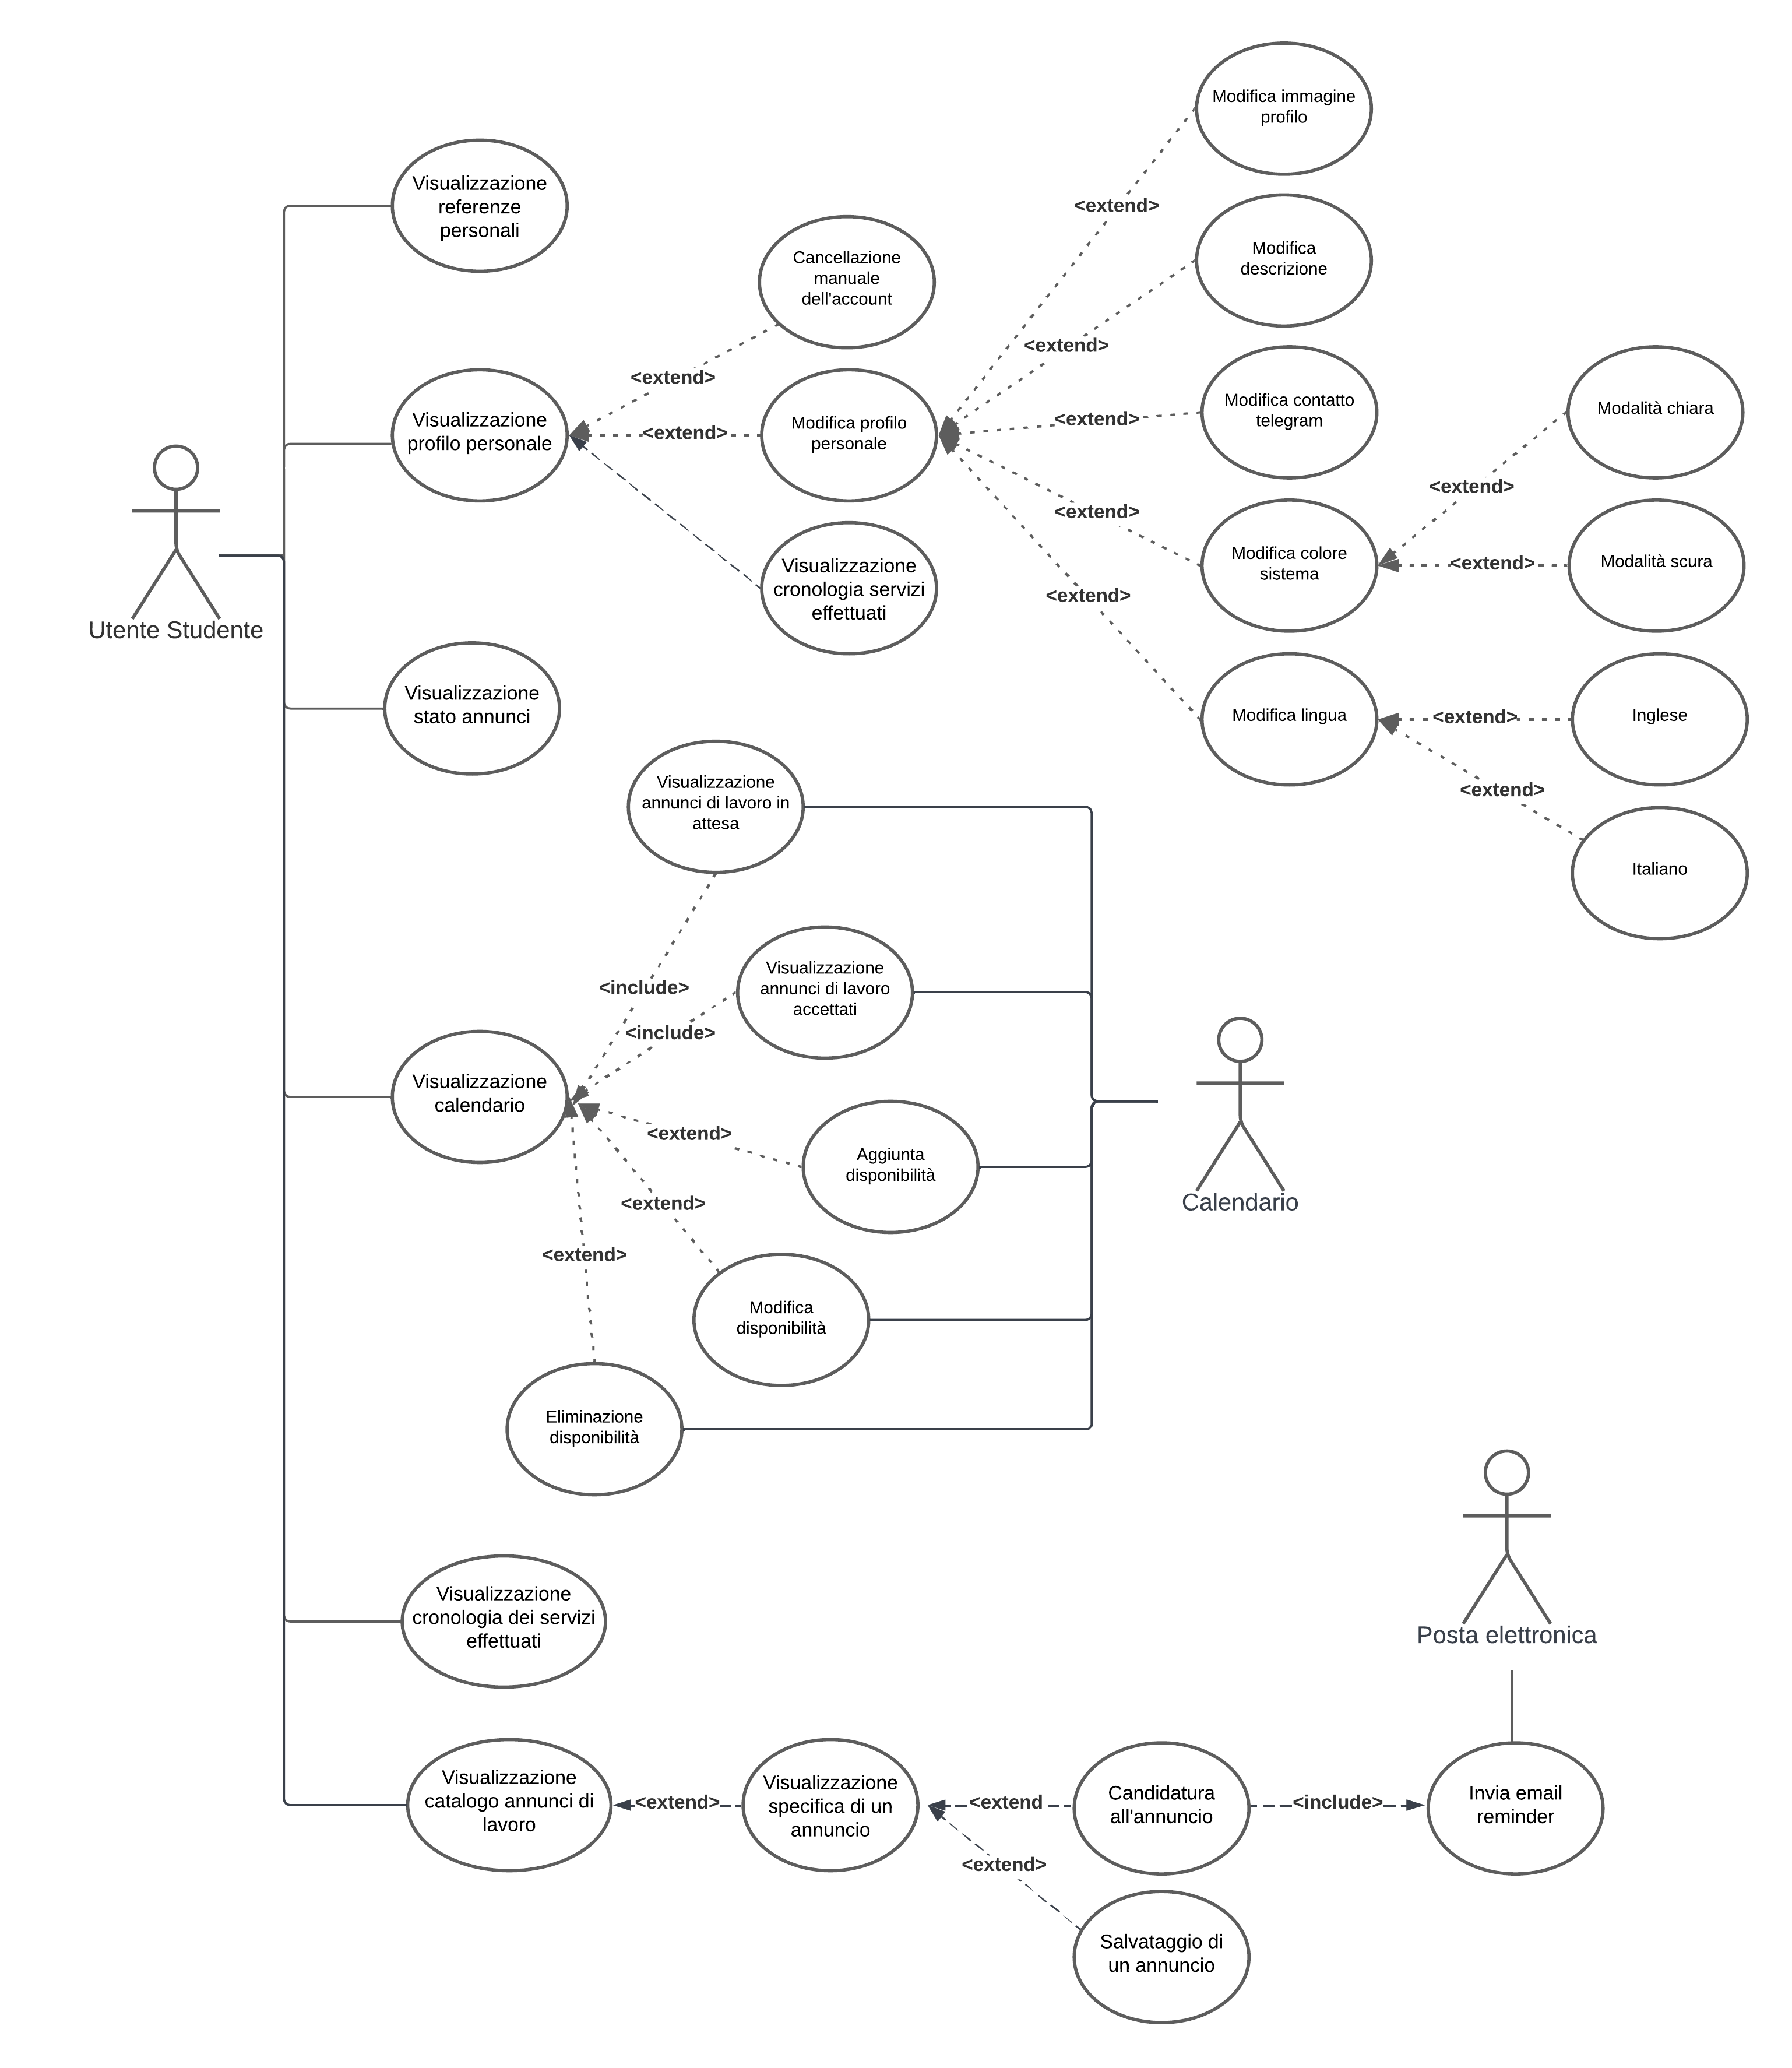 Modifica immagine
profilo
Visualizzazione
referenze
personali
<extend>
Cancellazione
manuale
dell'account
Modifica
descrizione
<extend>
<extend>
Visualizzazione
profilo personale
<extend>
Modifica profilo
personale
<extend>
Modifica contatto
telegram
Modalità chiara
<extend>
<extend>
Visualizzazione
cronologia servizi
effettuati
Modifica colore
sistema
<extend>
Modalità scura
<extend>
Utente Studente
Visualizzazione
stato annunci
Modifica lingua
<extend>
Inglese
<extend>
Italiano
Visualizzazione
annunci di lavoro in
attesa
<include>
Visualizzazione
annunci di lavoro
accettati
<include>
Visualizzazione
calendario
<extend>
Aggiunta
disponibilità
Calendario
<extend>
<extend>
Modifica
disponibilità
Eliminazione
disponibilità
Visualizzazione
cronologia dei servizi
effettuati
Posta elettronica
Visualizzazione
catalogo annunci di
lavoro
<extend>
Visualizzazione
specifica di un
annuncio
<extend
Candidatura
all'annuncio
<include>
Invia email
reminder
<extend>
Salvataggio di
un annuncio